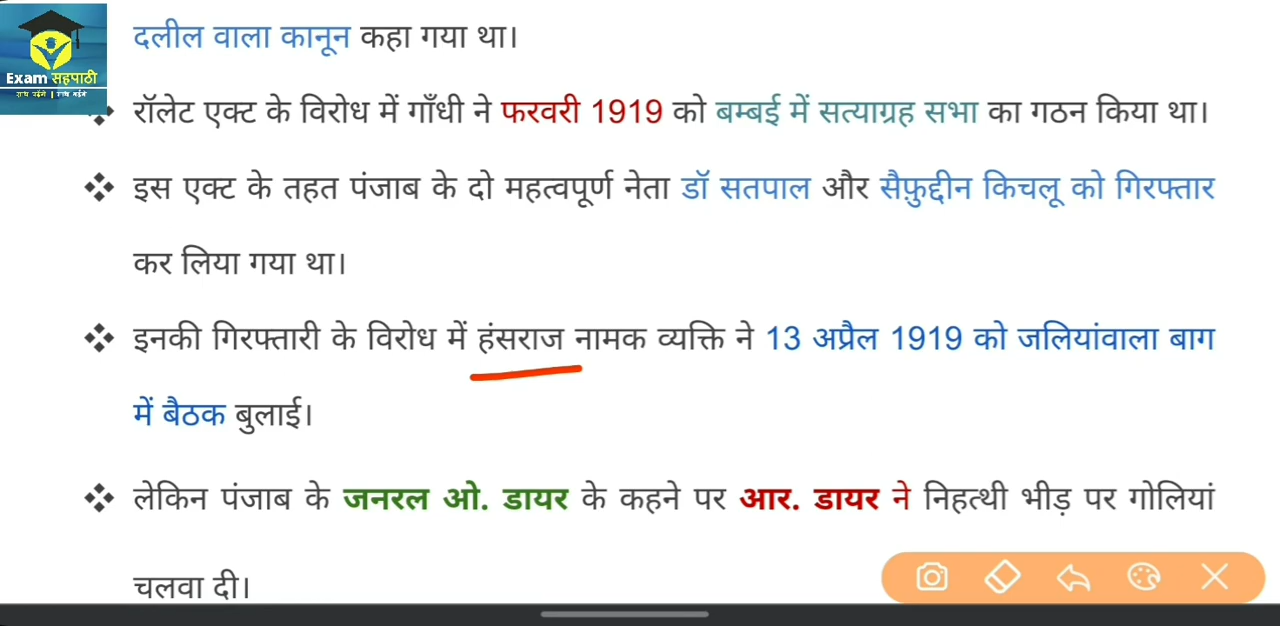 Exam सहपाठी
साथ पढ़ेंगे | साथ बढ़ेंगे
दलील वाला कानून कहा गया था।
रॉलेट एक्ट के विरोध में गाँधी ने फरवरी 1919 को बम्बई में सत्याग्रह सभा का गठन किया था।
इस एक्ट के तहत पंजाब के दो महत्वपूर्ण नेता डॉ सतपाल और सैफ़ुद्दीन किचलू को गिरफ्तार
कर लिया गया था।
इनकी गिरफ्तारी के विरोध में हंसराज नामक व्यक्ति ने 13 अप्रैल 1919 को जलियांवाला बाग
में बैठक बुलाई।
लेकिन पंजाब के जनरल ओ. डायर के कहने पर आर. डायर ने निहत्थी भीड़ पर गोलियां
चलवा दी।